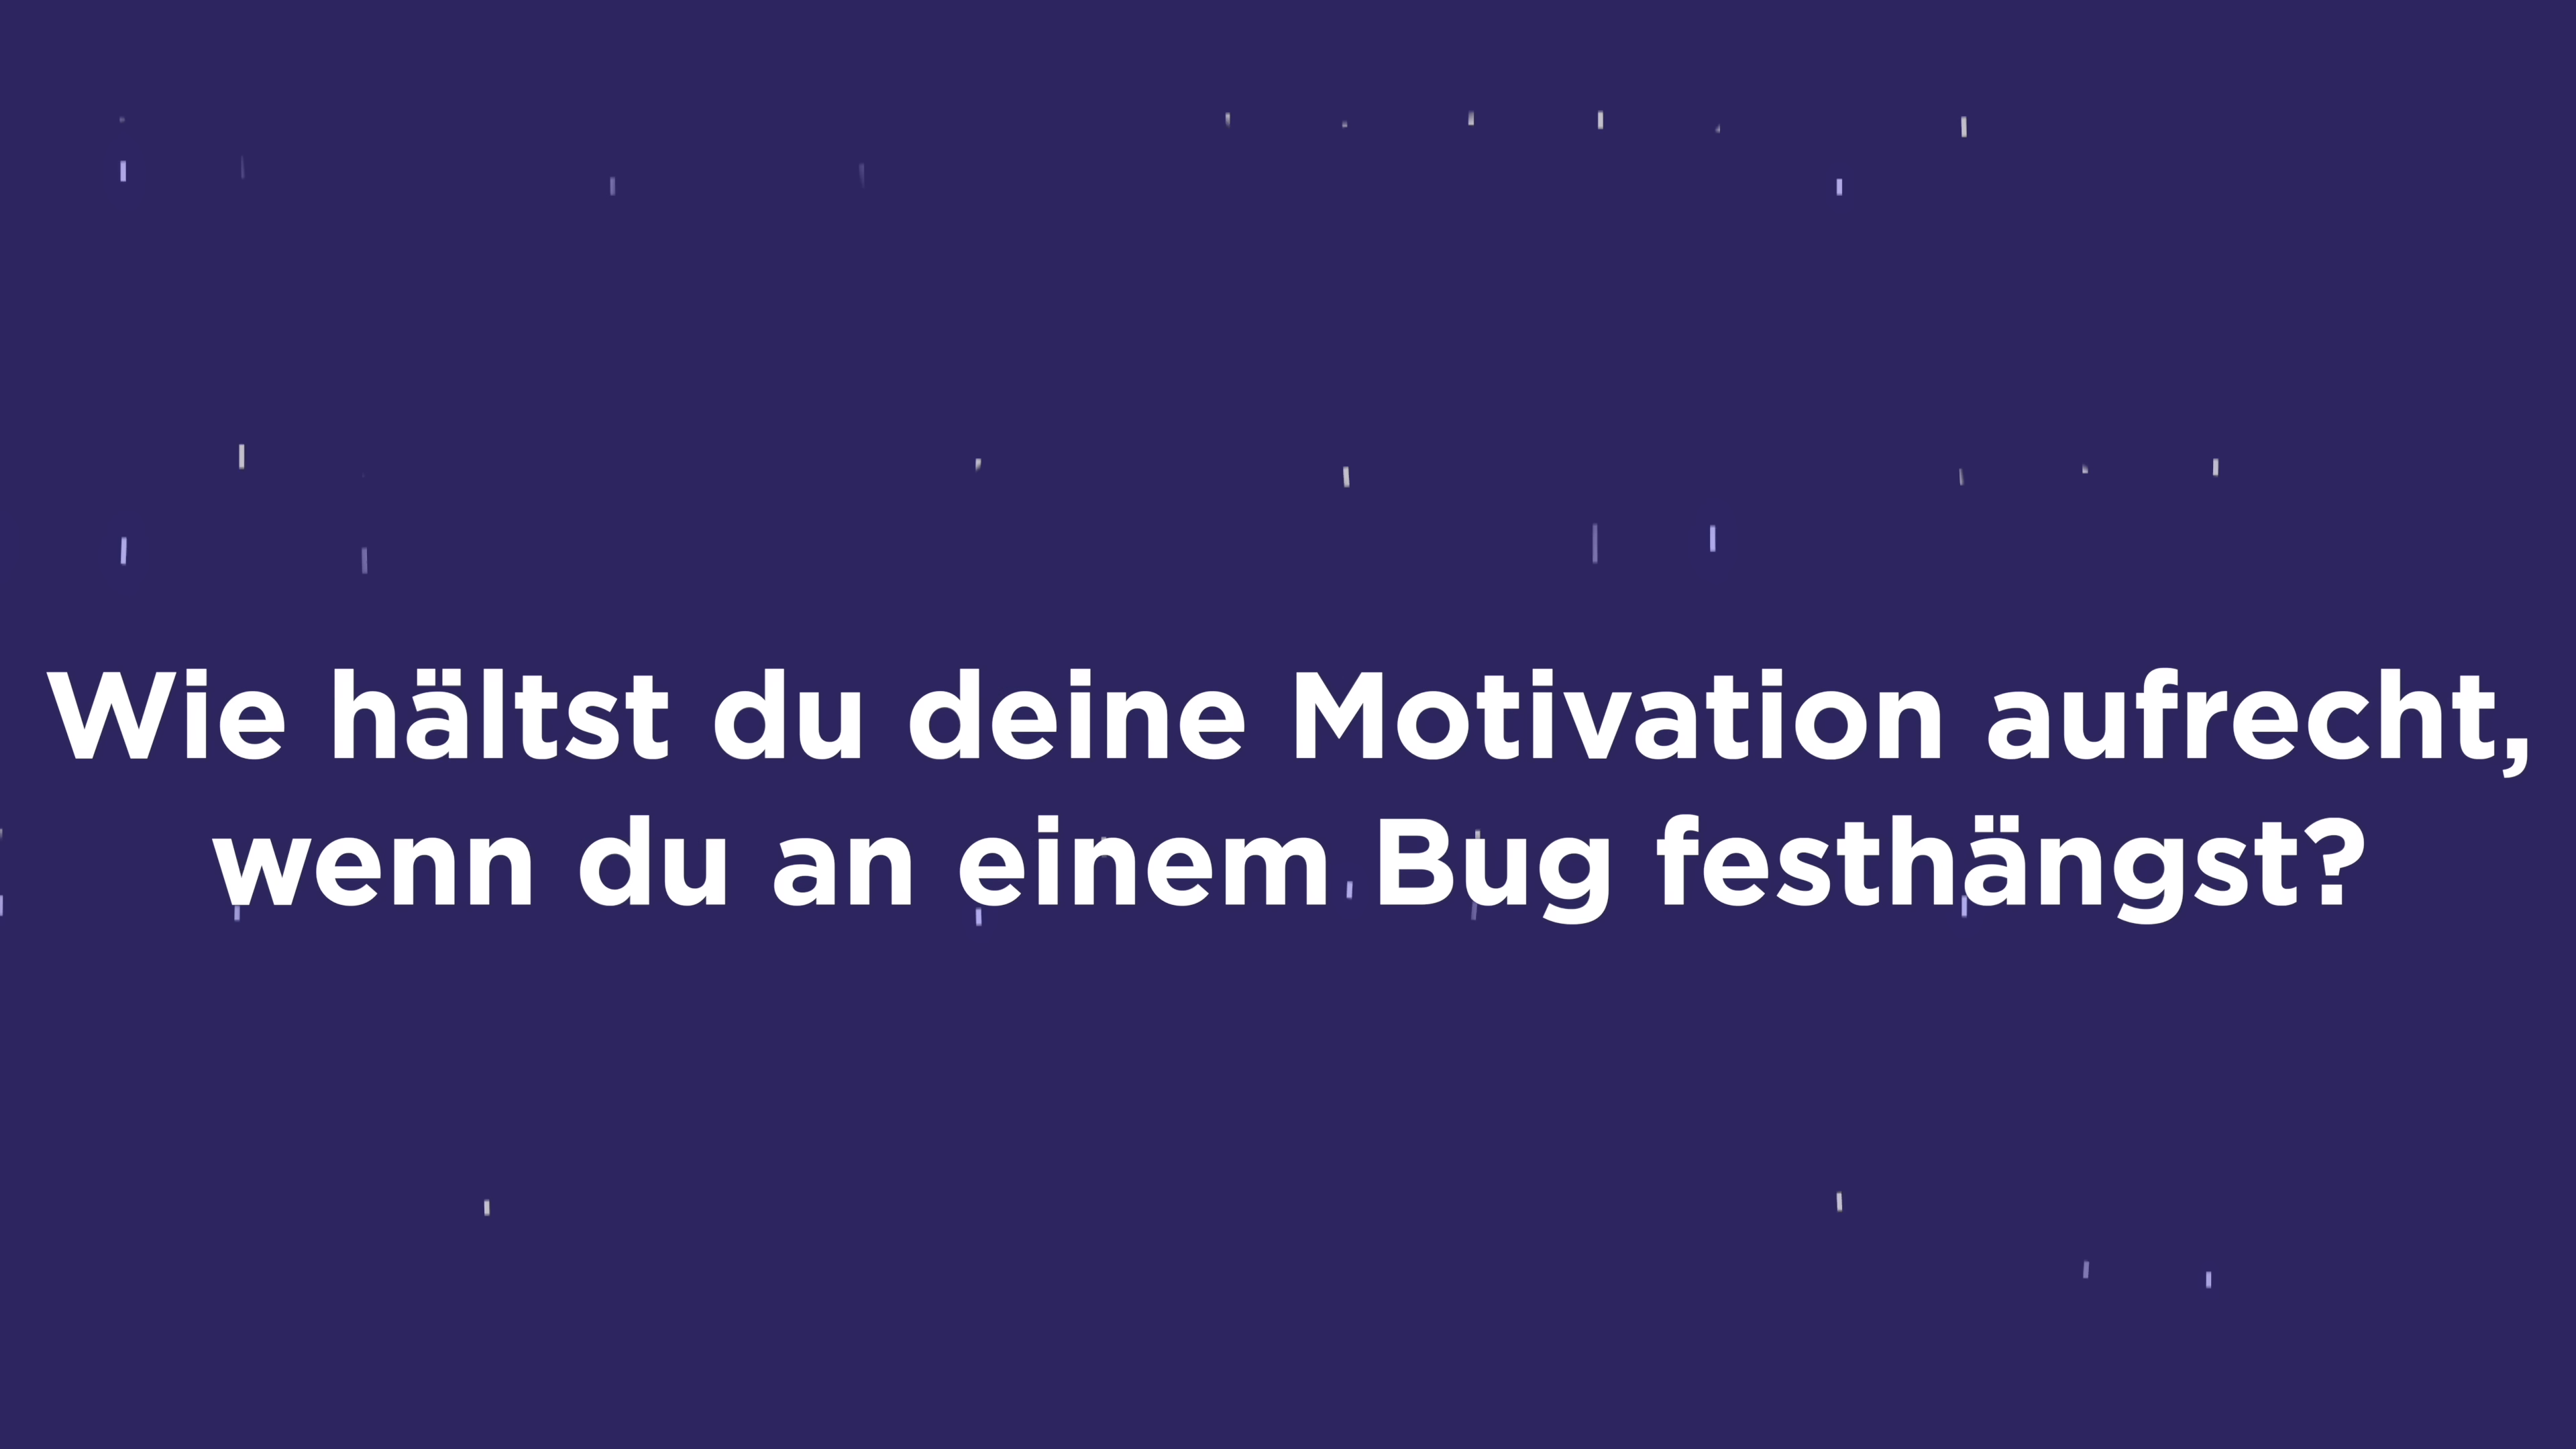 Wie hältst du deine Motivation aufrecht,
wenn du an einem Bug festhängst?